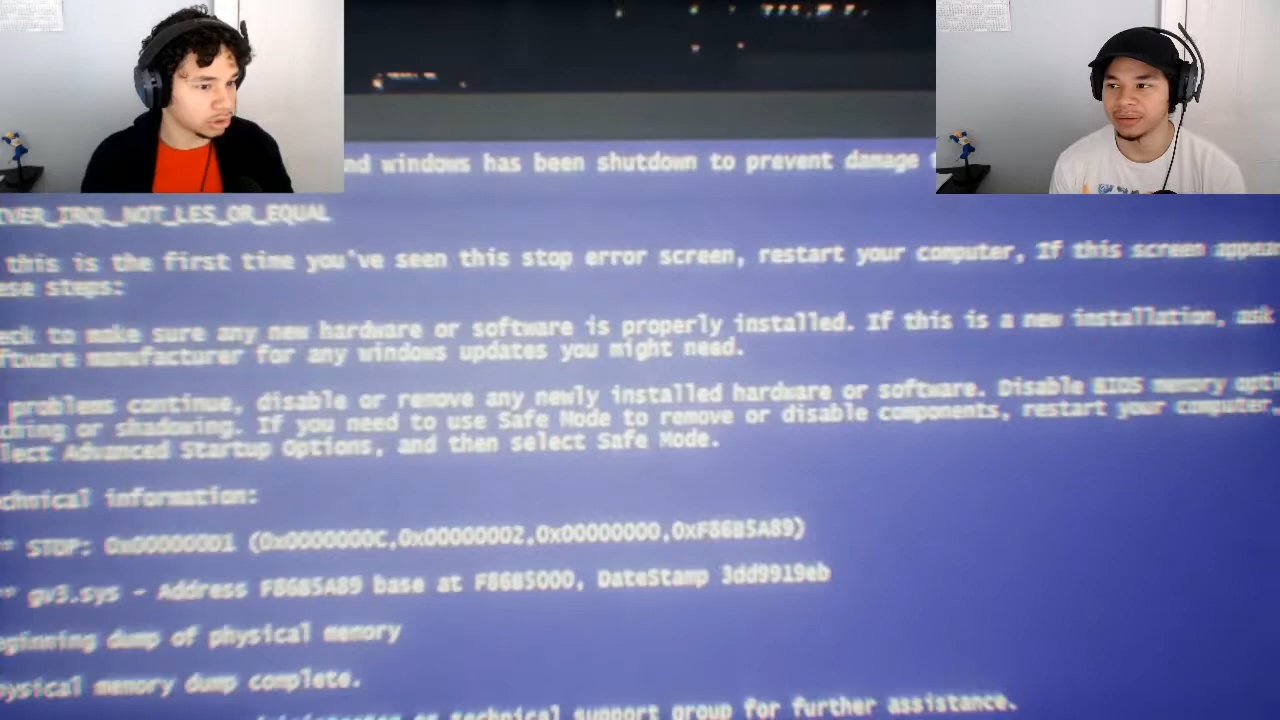 nd windows has been shutdown to prevent damage
IVER_IRQL_NOT_LES_OR_EQUAL
this is the first time you've seen this stop error screen, restart your computer, If this screen appear
ese steps:
eck to make sure any new hardware or software is properly installed. If this is a new installation, ask
ftware manufacturer for any windows updates you might need.
problems continue, disable or remove any newly installed hardware or software. Disable BIOS memory opti
ching or shadowing. If you need to use Safe Mode to remove or disable components, restart your computer,
lect Advanced Startup Options, and then select Safe Mode.
chnical information:
** STOP: 0x00000001 (0x0000000C,0x00000002,0x00000000,0xF86B5A89)
** gv3.sys - Address F86B5A89 base at F86B5000, DateStamp 3dd9919eb
eginning dump of physical memory
hysical memory dump complete.
technical support group for further assistance.